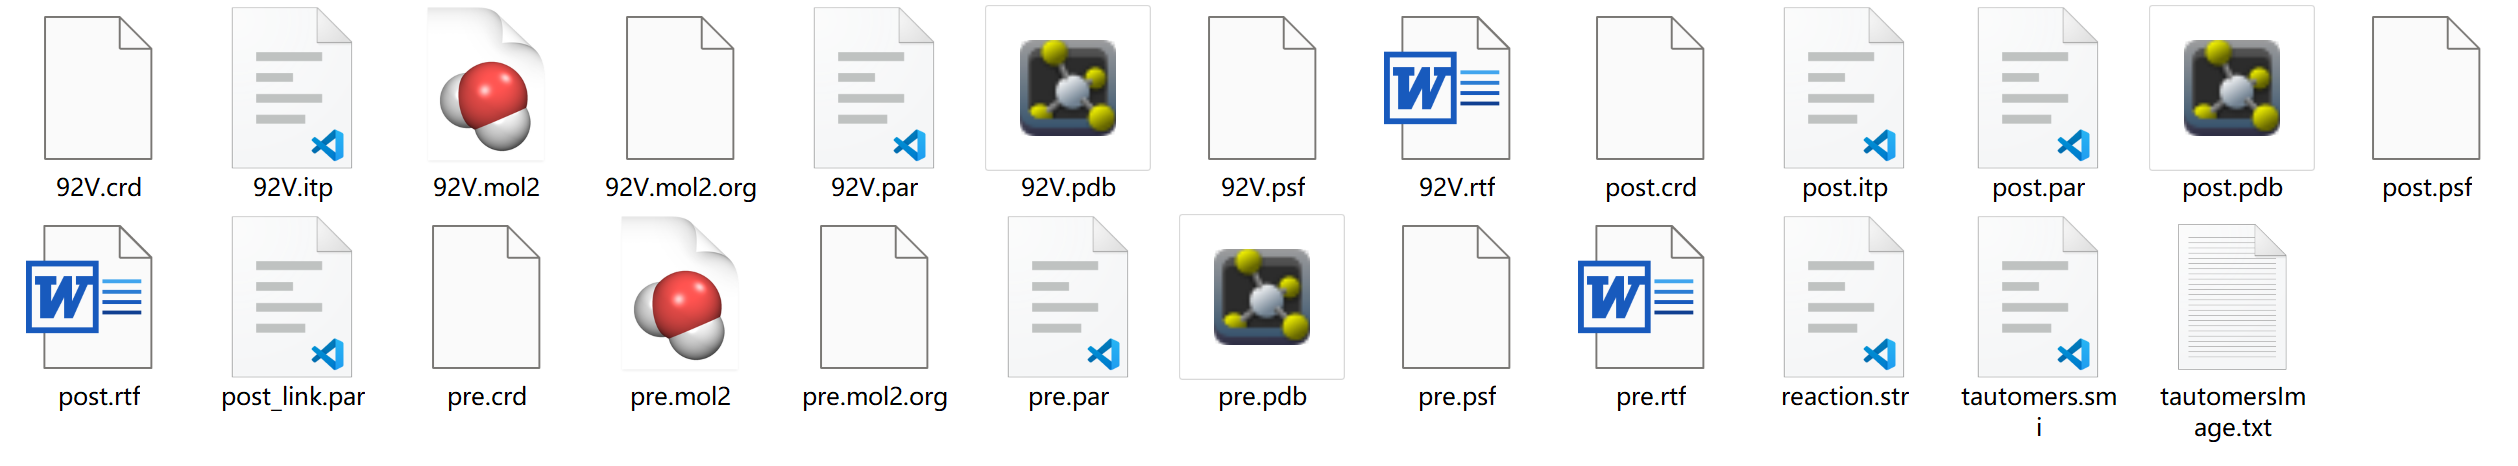 92V.crd
92V.itp
92V.mol2
92V.mol2.org
92V.par
92V.pdb
92V.psf
92V.rtf
post.crd
post.itp
post.par
post.pdb
post.psf
post.rtf
post_link.par
pre.crd
pre.mol2
pre.mol2.org
pre.par
pre.pdb
pre.psf
pre.rtf
reaction.str
tautomers.sm
i
tautomersIm
age.txt